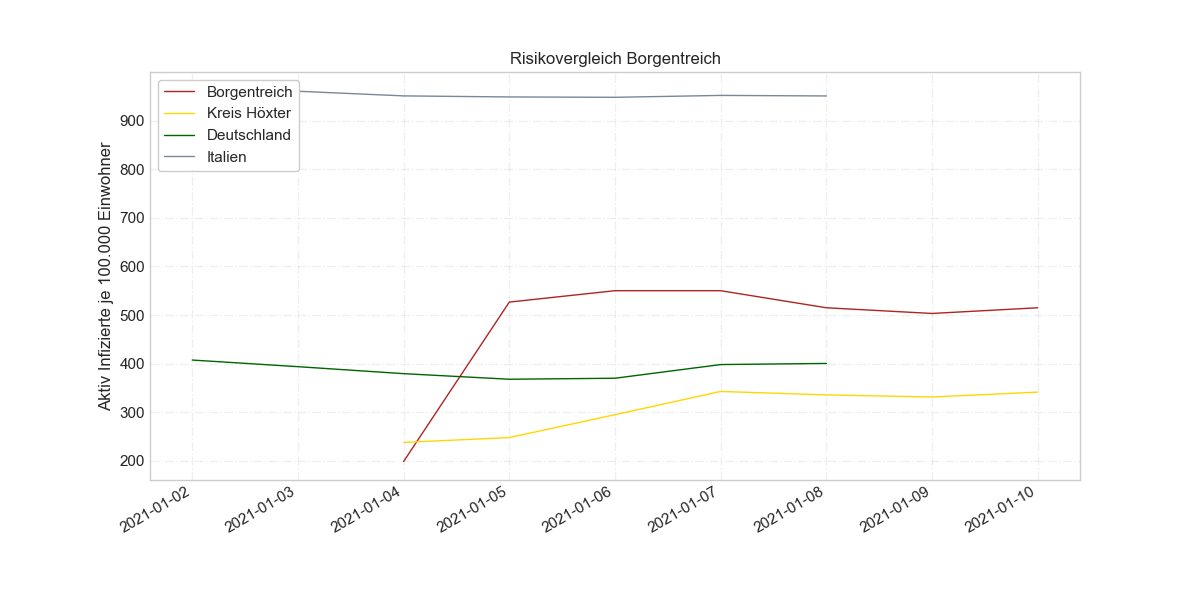 Risikovergleich Borgentreich
Borgentreich
Kreis Höxter
Deutschland
Italien
Aktiv Infizierte je 100.000 Einwohner
900
800
700
600
500
400
300
200
2021-01-02
2021-01-03
2021-01-04
2021-01-05
2021-01-06
2021-01-07
2021-01-08
2021-01-09
2021-01-10